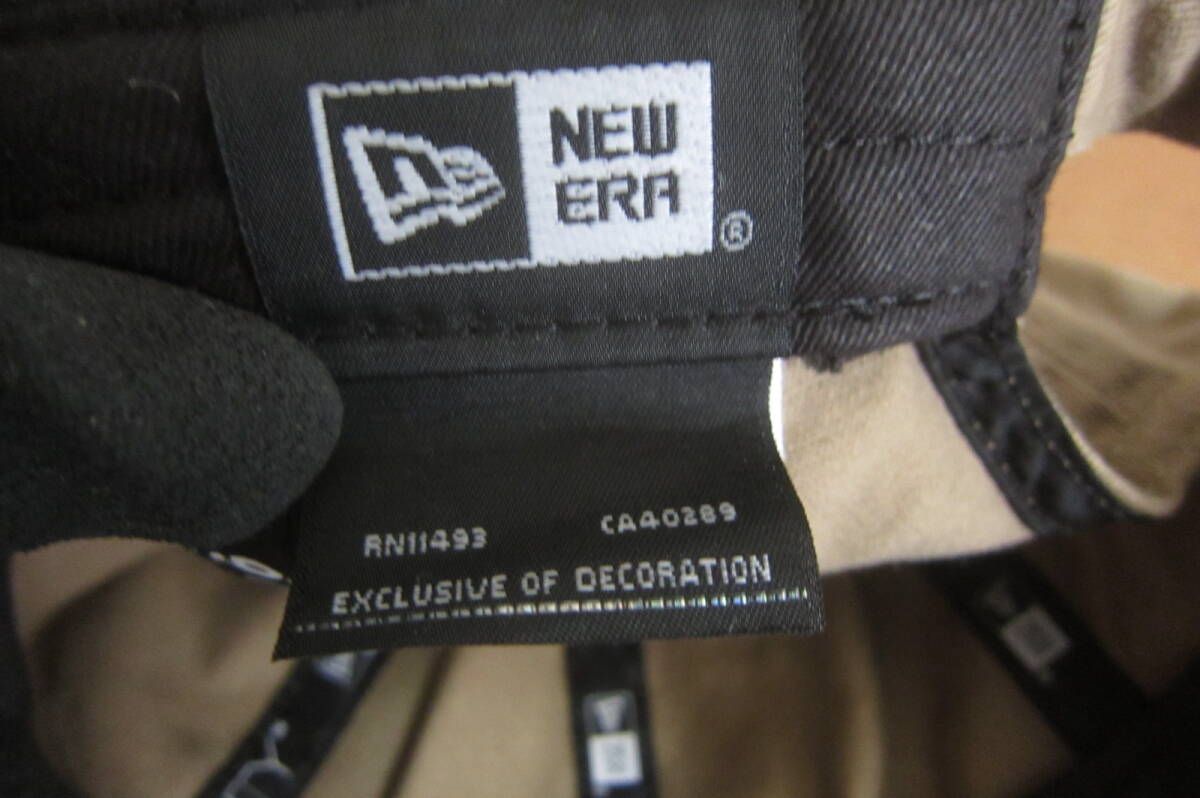 NEW
ERA
®
RN11493
CA40289
EXCLUSIVE OF DECORATION